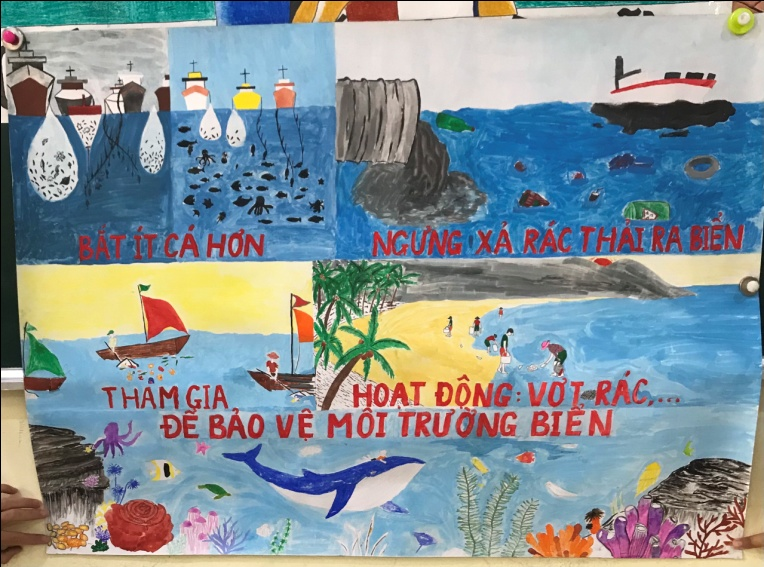 BẮT ÍT CÁ HƠN
NGƯNG XẢ RÁC THẢI RA BIỂN
THAM GIA HOẠT ĐỘNG: VỚT RÁC,...
ĐỂ BẢO VỆ MÔI TRƯỜNG BIỂN